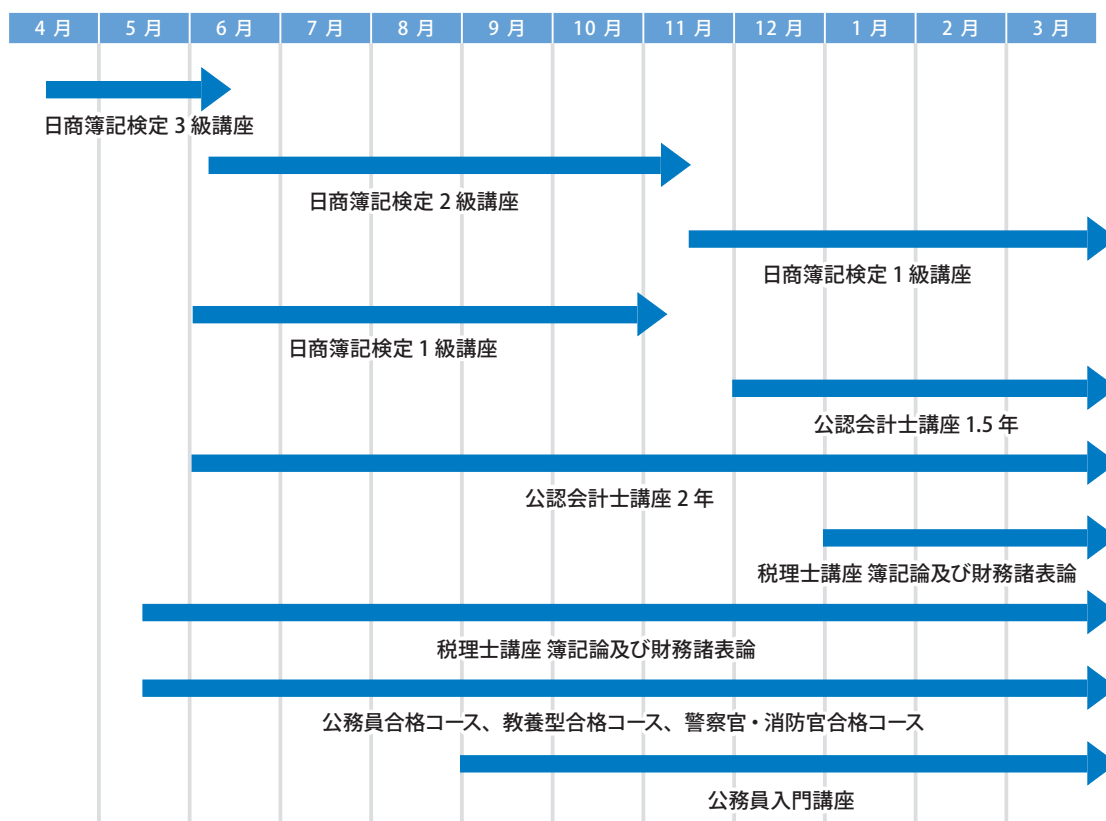 4 月 5 月 6 月 7 月 8 月 9 月 10 月 11 月 12 月 1 月 2 月 3 月
日商簿記検定 3 級講座
日商簿記検定 2 級講座
日商簿記検定 1 級講座
日商簿記検定 1 級講座
公認会計士講座 1.5 年
公認会計士講座 2 年
税理士講座 簿記論及び財務諸表論
税理士講座 簿記論及び財務諸表論
公務員合格コース、教養型合格コース、警察官・消防官合格コース
公務員入門講座